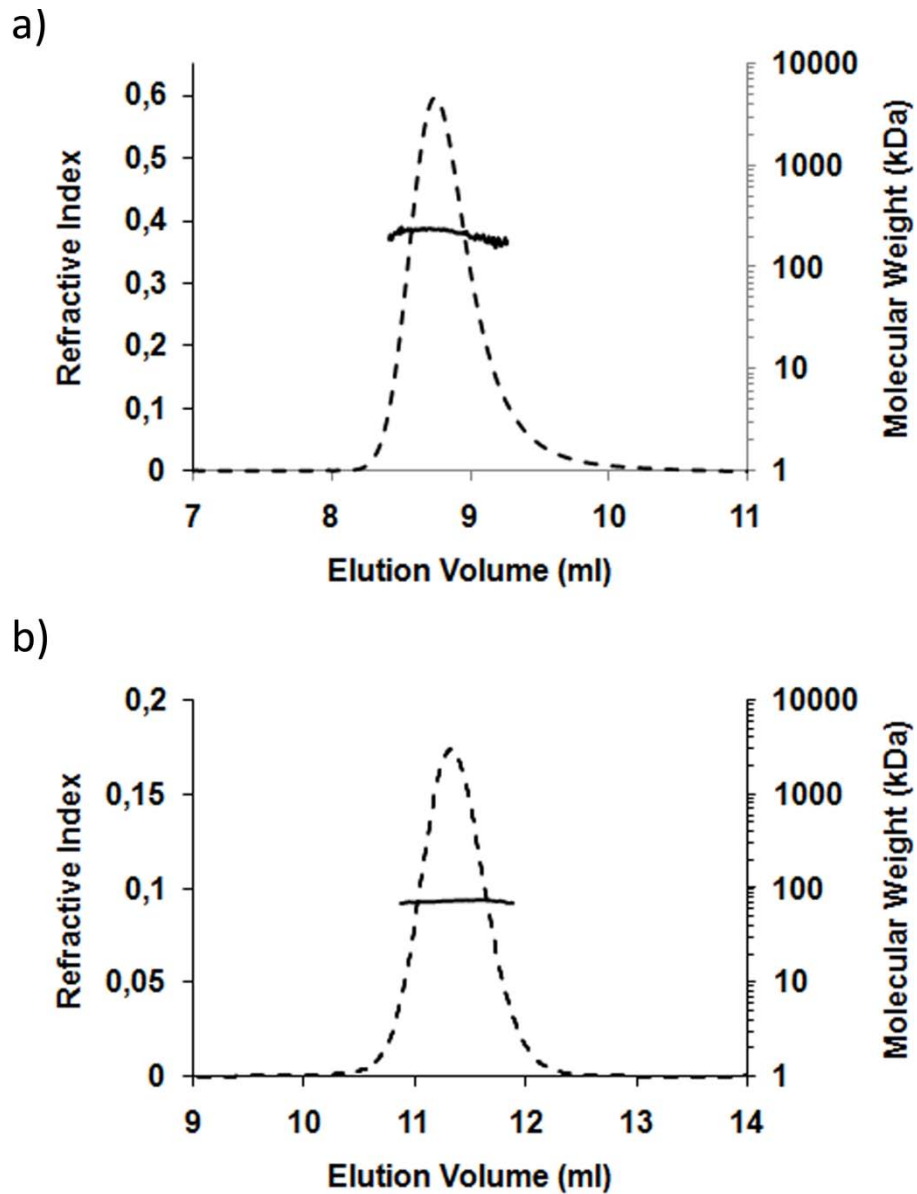 a)
Refractive Index
0,6
0,5
0,4
0,3
0,2
0,1
0
10000
1000
100
10
1
Molecular Weight (kDa)
7 8 9 10 11
Elution Volume (ml)
b)
Refractive Index
0,2
0,15
0,1
0,05
0
10000
1000
100
10
1
Molecular Weight (kDa)
9 10 11 12 13 14
Elution Volume (ml)